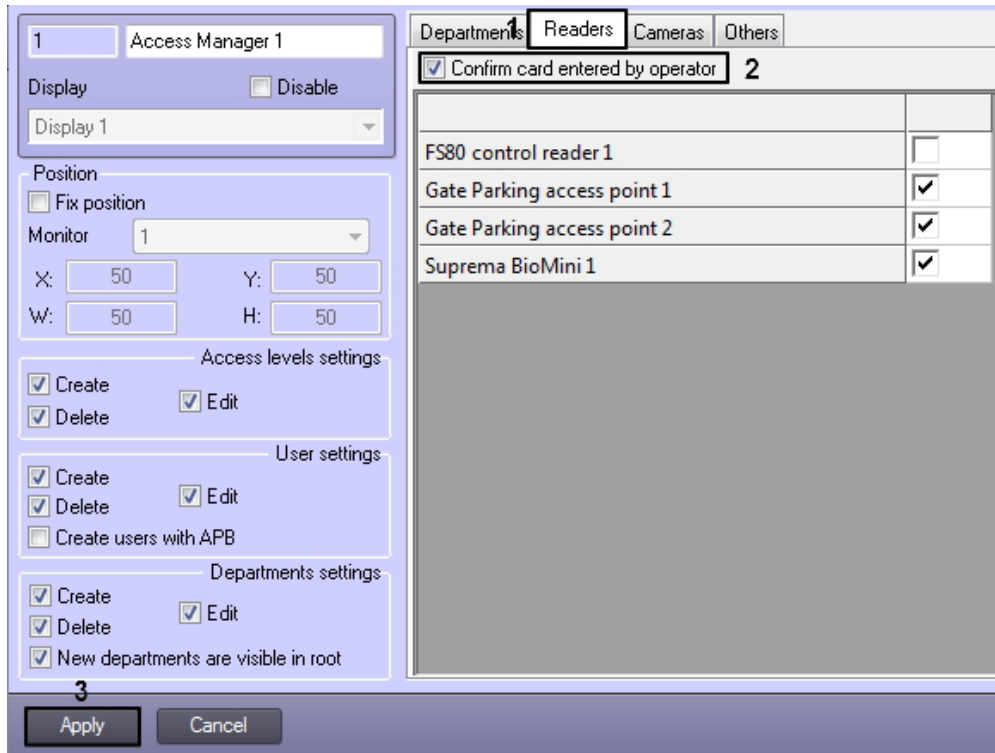 1
Access Manager 1
Display
Disable
Display 1
Position
Fix position
Monitor
1
X:
50
Y:
50
W:
50
H:
50
Access levels settings
Create
Edit
Delete
User settings
Create
Edit
Delete
Create users with APB
Departments settings
Create
Edit
Delete
New departments are visible in root
3
Apply
Cancel
Departments
1
Readers
Cameras
Others
Confirm card entered by operator
2
FS80 control reader 1
Gate Parking access point 1
Gate Parking access point 2
Suprema BioMini 1